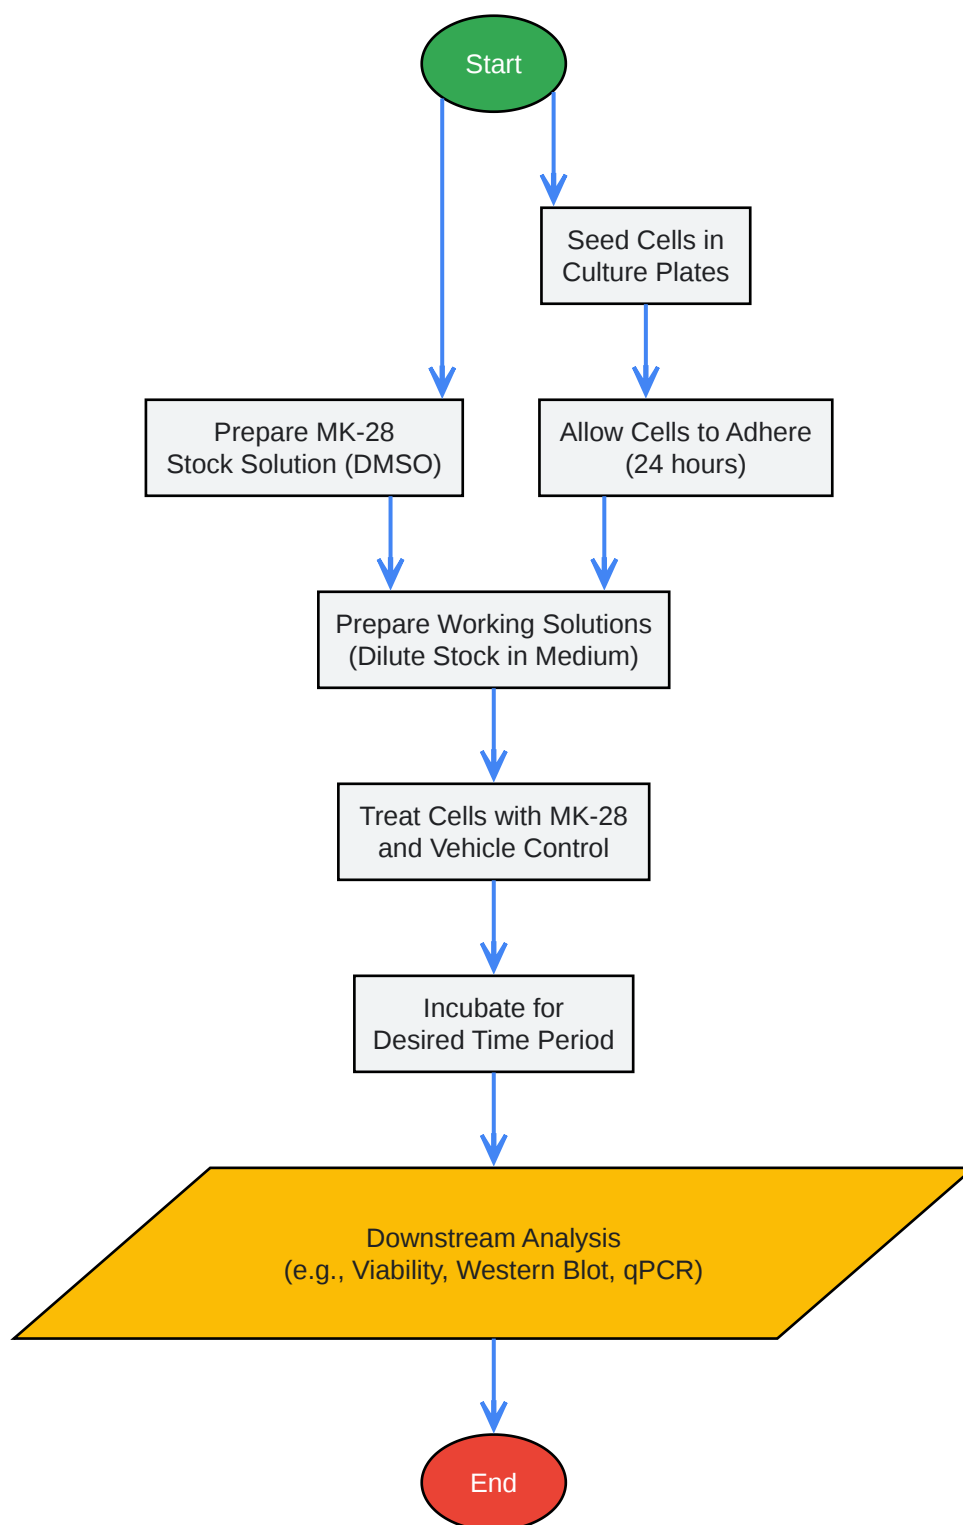 Start
Seed Cells in
Culture Plates
Prepare MK-28
Stock Solution (DMSO)
Allow Cells to Adhere
(24 hours)
Prepare Working Solutions
(Dilute Stock in Medium)
Treat Cells with MK-28
and Vehicle Control
Incubate for
Desired Time Period
Downstream Analysis
(e.g., Viability, Western Blot, qPCR)
End